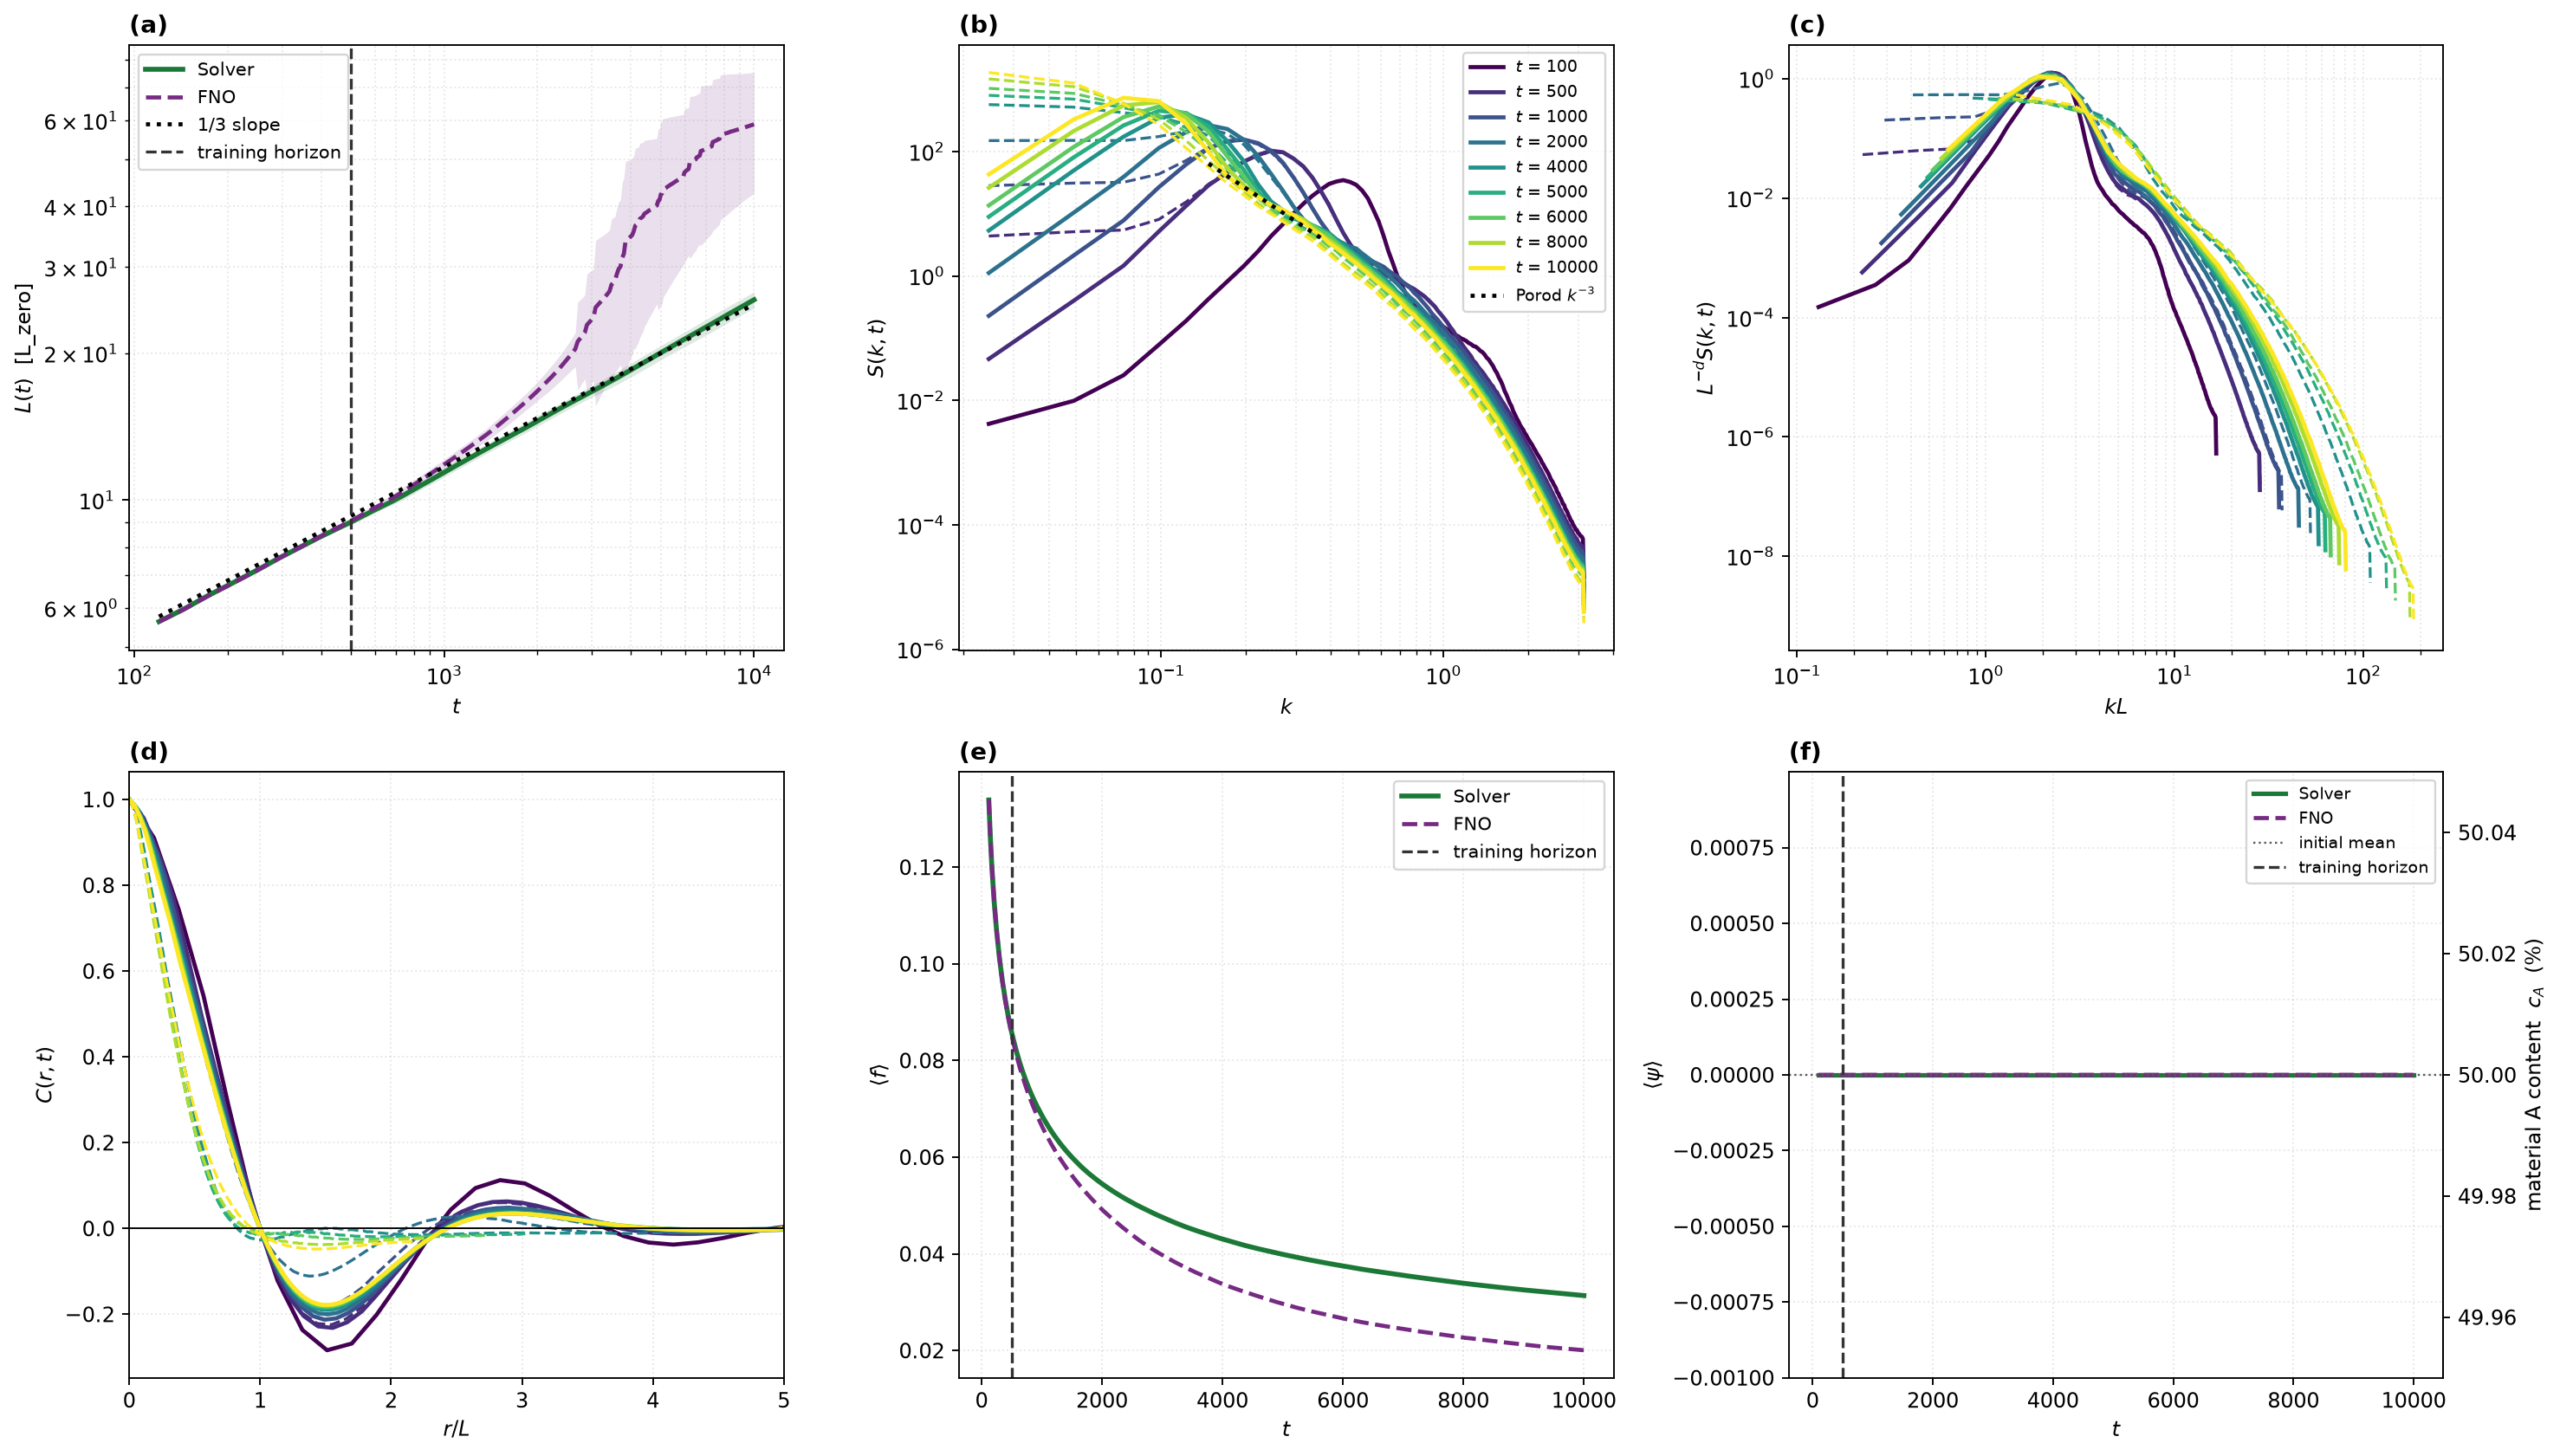 (a)
Solver
FNO
1/3 slope
training horizon
6 × 10¹
4 × 10¹
3 × 10¹
2 × 10¹
10¹
6 × 10⁰
L(t) [L_zero]
10² 10³ 10⁴
t
(b)
t = 100
t = 500
t = 1000
t = 2000
t = 4000
t = 5000
t = 6000
t = 8000
t = 10000
Porod k⁻³
10²
10⁰
10⁻²
10⁻⁴
10⁻⁶
S(k, t)
10⁻¹ 10⁰
k
(c)
10⁰
10⁻²
10⁻⁴
10⁻⁶
10⁻⁸
L⁻ᵈS(k, t)
10⁻¹ 10⁰ 10¹ 10²
kL
(d)
1.0
0.8
0.6
0.4
0.2
0.0
−0.2
C(r, t)
0 1 2 3 4 5
r/L
(e)
Solver
FNO
training horizon
0.12
0.10
0.08
0.06
0.04
0.02
⟨f⟩
0 2000 4000 6000 8000 10000
t
(f)
Solver
FNO
initial mean
training horizon
0.00075
0.00050
0.00025
0.00000
−0.00025
−0.00050
−0.00075
−0.00100
⟨ψ⟩
50.04
50.02
50.00
49.98
49.96
material A content c_A (%)
0 2000 4000 6000 8000 10000
t